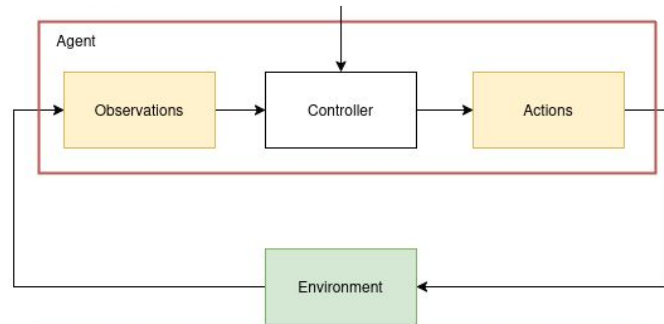 Agent
Observations
Controller
Actions
Environment